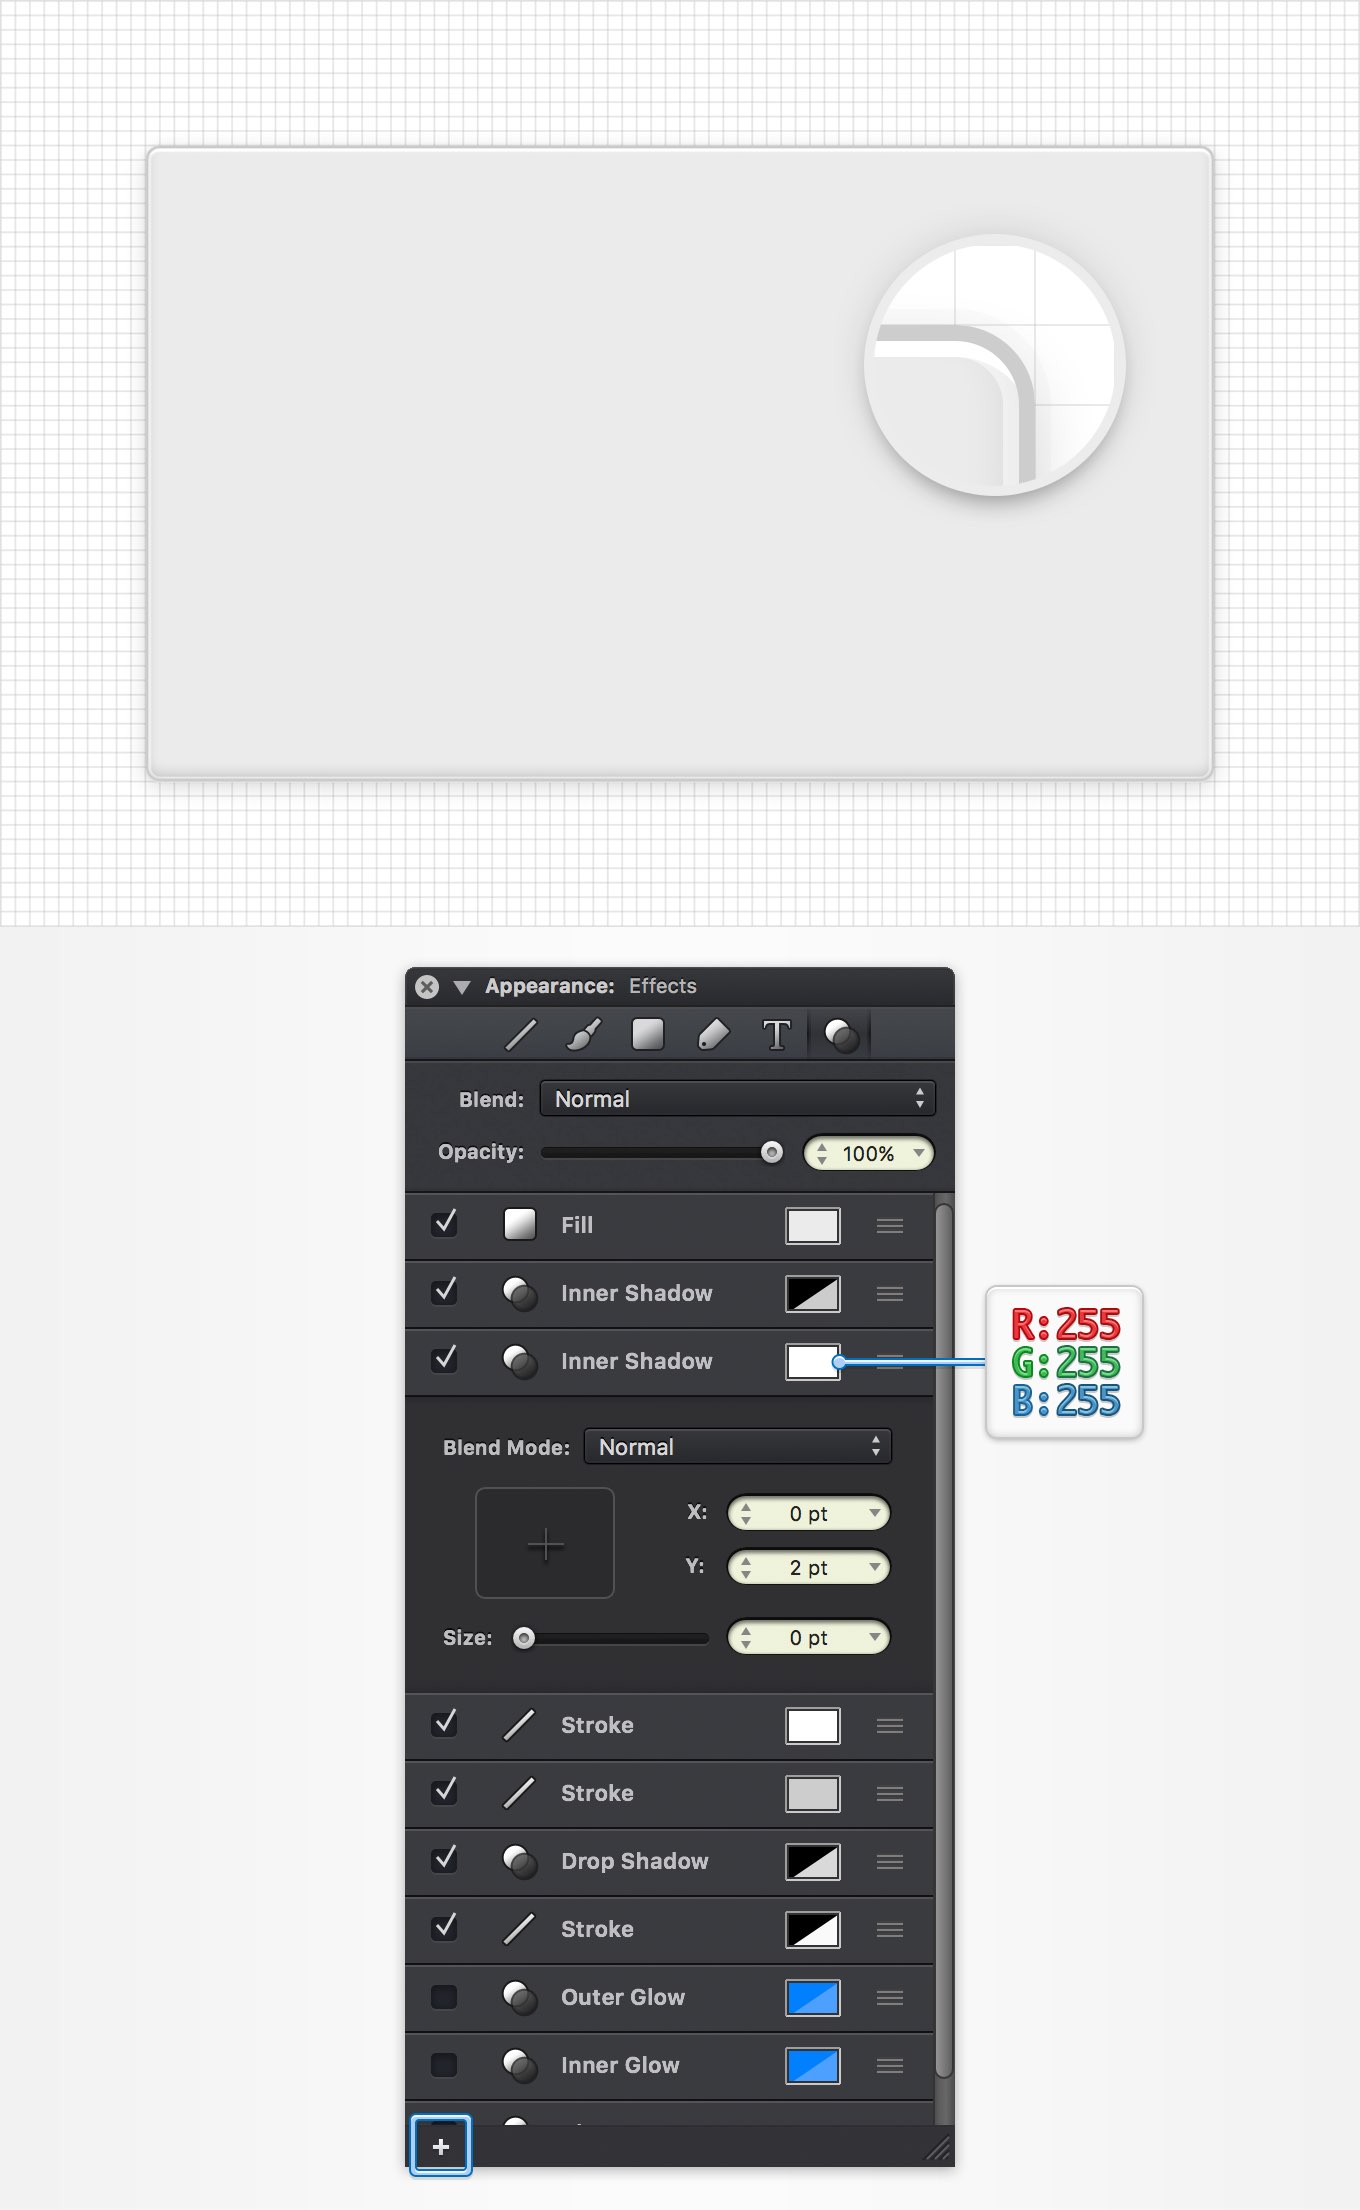 Appearance: Effects
T
Blend: Normal
Opacity: 100%
Fill
Inner Shadow
Inner Shadow
R:255
G:255
B:255
Blend Mode: Normal
X: 0 pt
Y: 2 pt
Size: 0 pt
Stroke
Stroke
Drop Shadow
Stroke
Outer Glow
Inner Glow